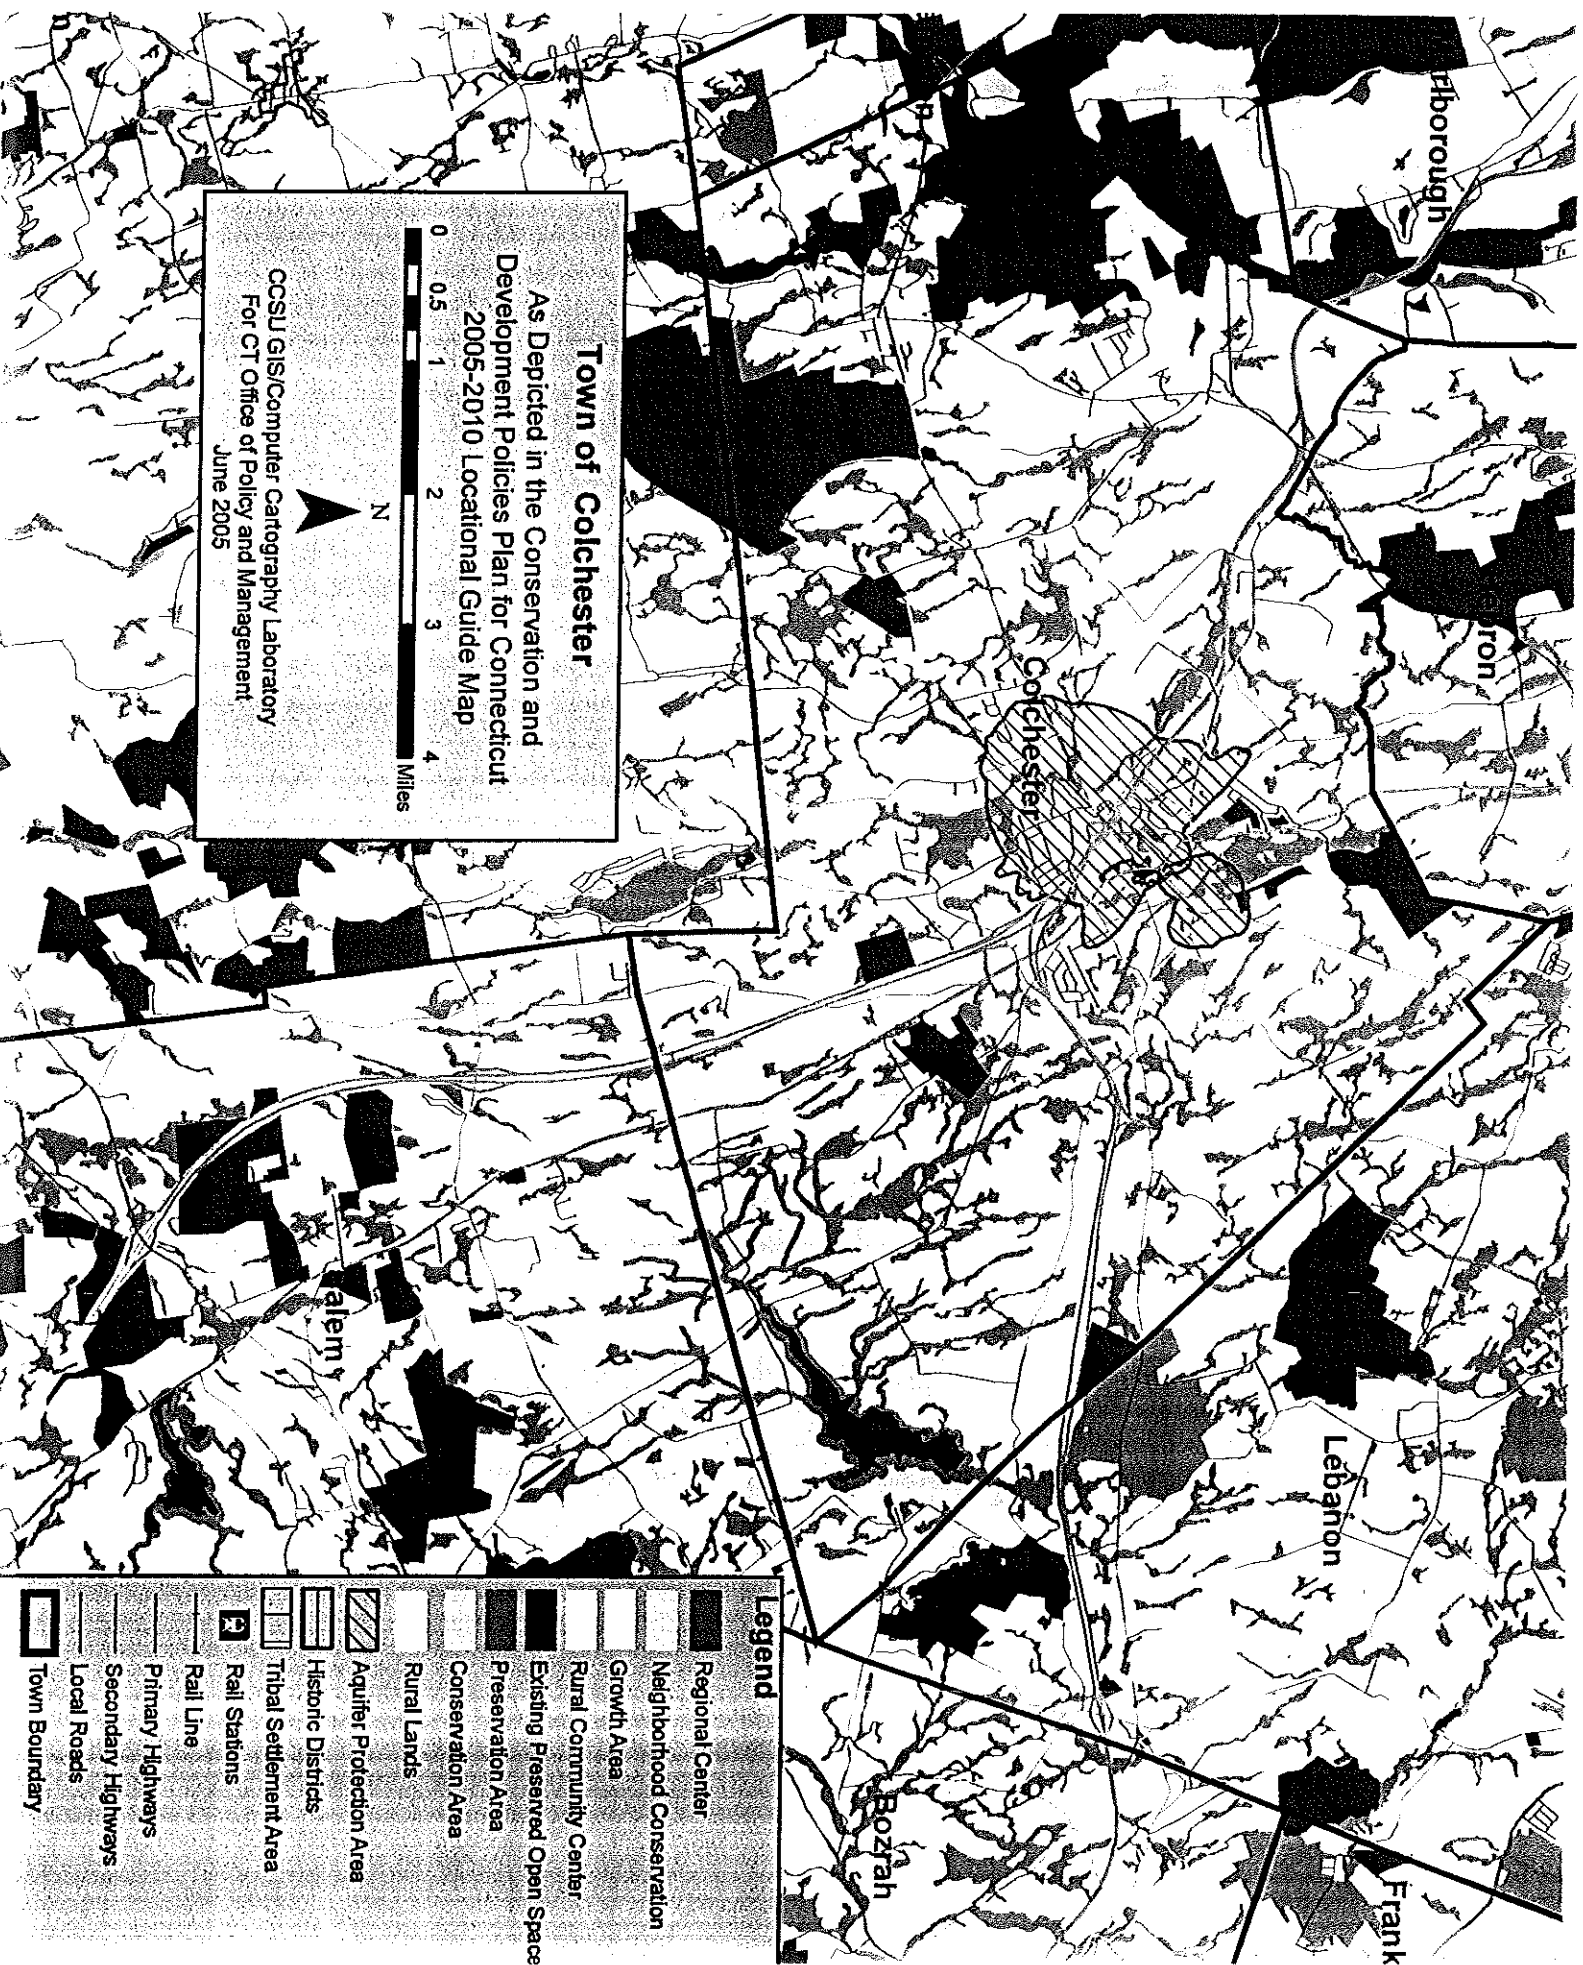 rlborough
bron
Colchester
Lebanon
alem
Bozrah
Frank
Town of Colchester
As Depicted in the Conservation and
Development Policies Plan for Connecticut
2005-2010 Locational Guide Map
0 0.5 1 2 3 4
Miles
N
CCSU GIS/Computer Cartography Laboratory
For CT Office of Policy and Management
June 2005
Legend
Regional Center
Neighborhood Conservation
Growth Area
Rural Community Center
Existing Preserved Open Space
Preservation Area
Conservation Area
Rural Lands
Aquifer Protection Area
Historic Districts
Tribal Settlement Area
Rail Stations
Rail Line
Primary Highways
Secondary Highways
Local Roads
Town Boundary